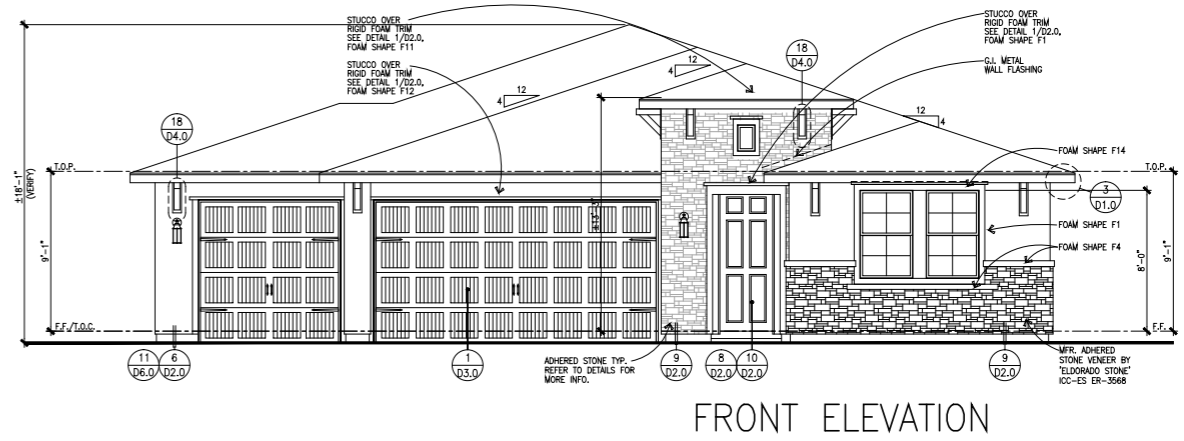 STUCCO OVER
RIGID FOAM TRIM
SEE DETAIL 1/D2.0,
FOAM SHAPE F11
STUCCO OVER
RIGID FOAM TRIM
SEE DETAIL 1/D2.0,
FOAM SHAPE F12
STUCCO OVER
RIGID FOAM TRIM
SEE DETAIL 1/D2.0,
FOAM SHAPE F1
G.I. METAL
WALL FLASHING
18
D4.0
12
4
12
4
12
4
18
D4.0
FOAM SHAPE F14
T.O.P.
T.O.P.
±18'-1"
(VERIFY)
9'-1"
±13'-3"
3
D1.0
FOAM SHAPE F1
FOAM SHAPE F4
8'-0"
9'-1"
F.F./T.O.C.
F.F.
11
D6.0
6
D2.0
1
D3.0
ADHERED STONE TYP.
REFER TO DETAILS FOR
MORE INFO.
9
D2.0
8
D2.0
10
D2.0
9
D2.0
MFR. ADHERED
STONE VENEER BY
'ELDORADO STONE'
ICC-ES ER-3568
FRONT ELEVATION